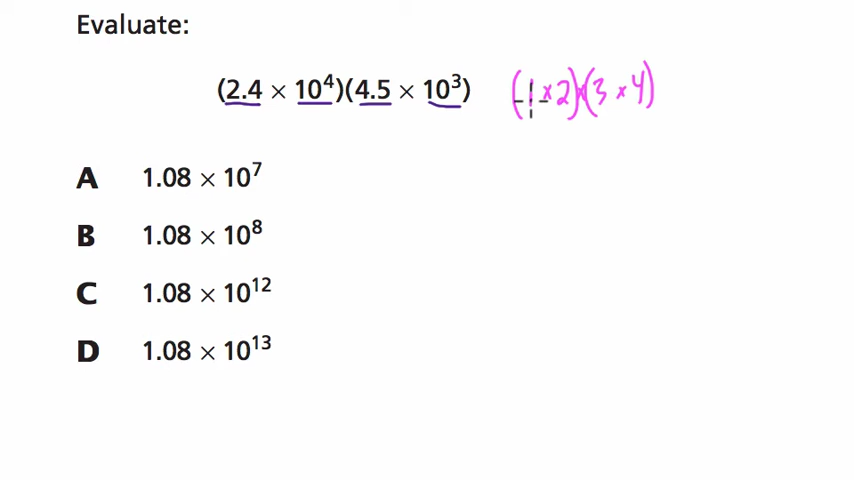 Evaluate:
(2.4 × 10⁴)(4.5 × 10³) (1 × 2)×(3 × 4)
A 1.08 × 10⁷
B 1.08 × 10⁸
C 1.08 × 10¹²
D 1.08 × 10¹³